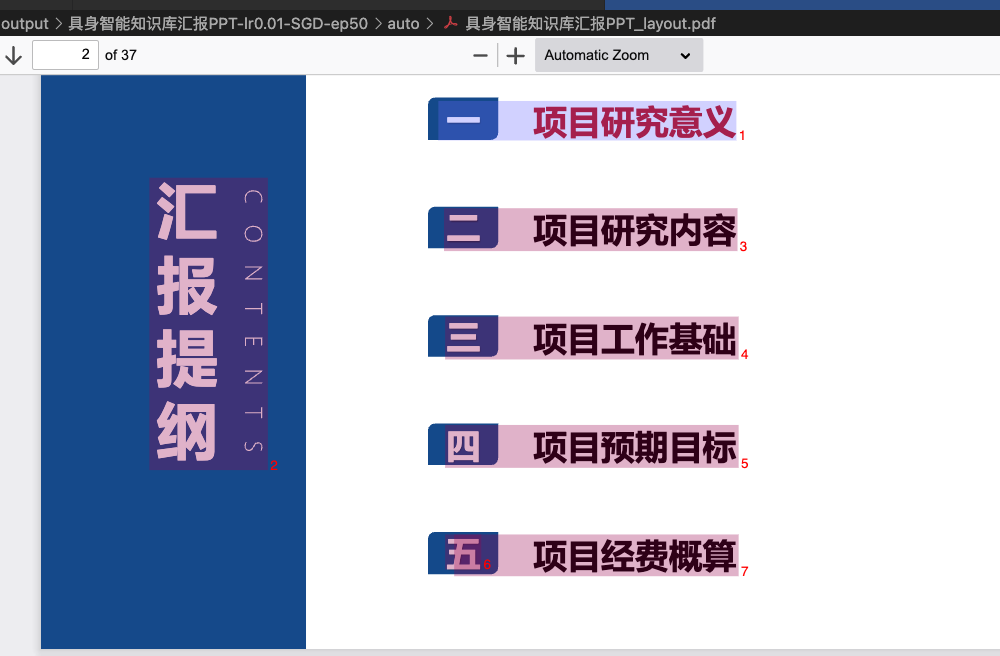 output > 具身智能知识库汇报PPT-lr0.01-SGD-ep50 > auto > 具身智能知识库汇报PPT_layout.pdf
2 of 37 Automatic Zoom
汇报提纲
CONTENTS
2
一 项目研究意义 1
二 项目研究内容 3
三 项目工作基础 4
四 项目预期目标 5
五 6 项目经费概算 7